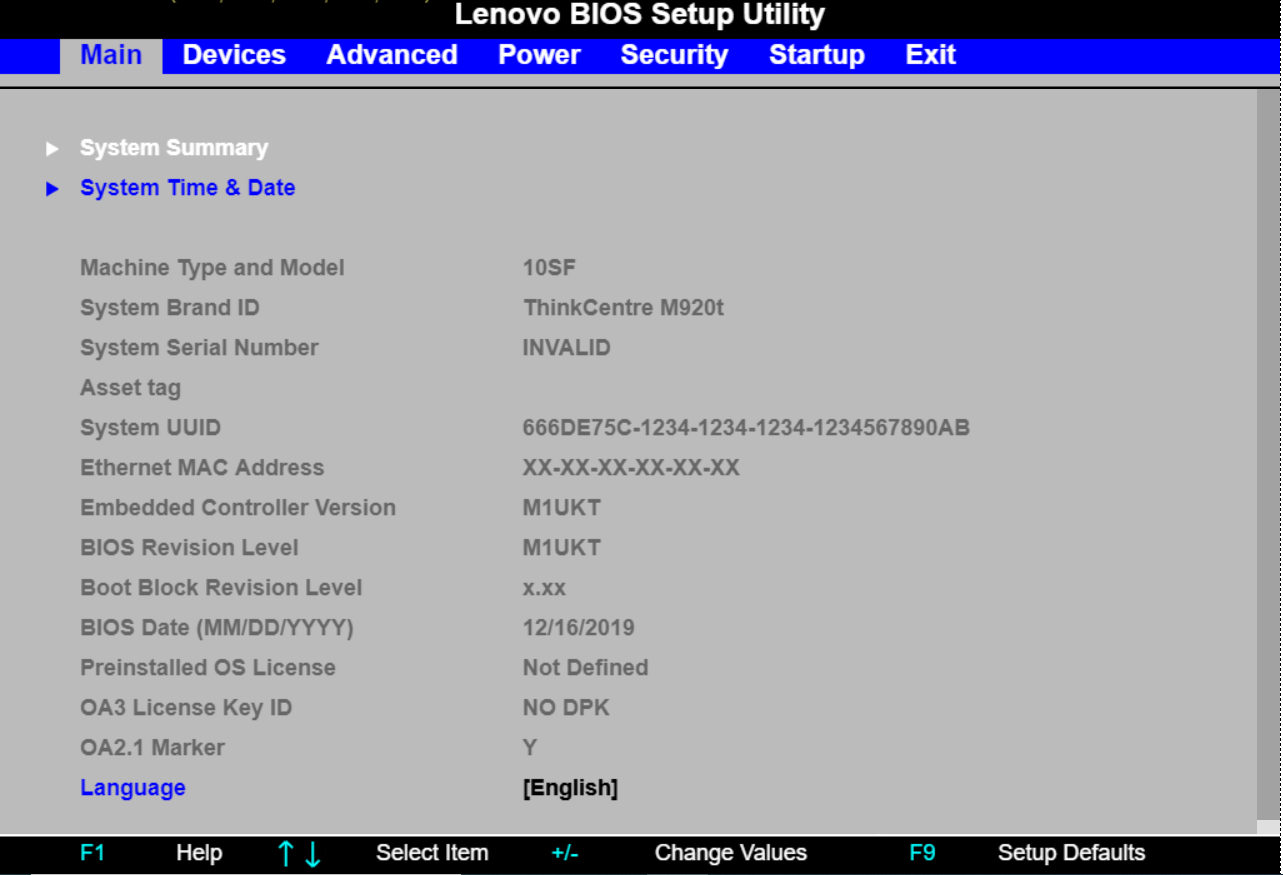 Lenovo BIOS Setup Utility
Main Devices Advanced Power Security Startup Exit
System Summary
System Time & Date
Machine Type and Model 10SF
System Brand ID ThinkCentre M920t
System Serial Number INVALID
Asset tag
System UUID 666DE75C-1234-1234-1234-1234567890AB
Ethernet MAC Address XX-XX-XX-XX-XX-XX
Embedded Controller Version M1UKT
BIOS Revision Level M1UKT
Boot Block Revision Level x.xx
BIOS Date (MM/DD/YYYY) 12/16/2019
Preinstalled OS License Not Defined
OA3 License Key ID NO DPK
OA2.1 Marker Y
Language [English]
F1 Help ↑↓ Select Item +/- Change Values F9 Setup Defaults